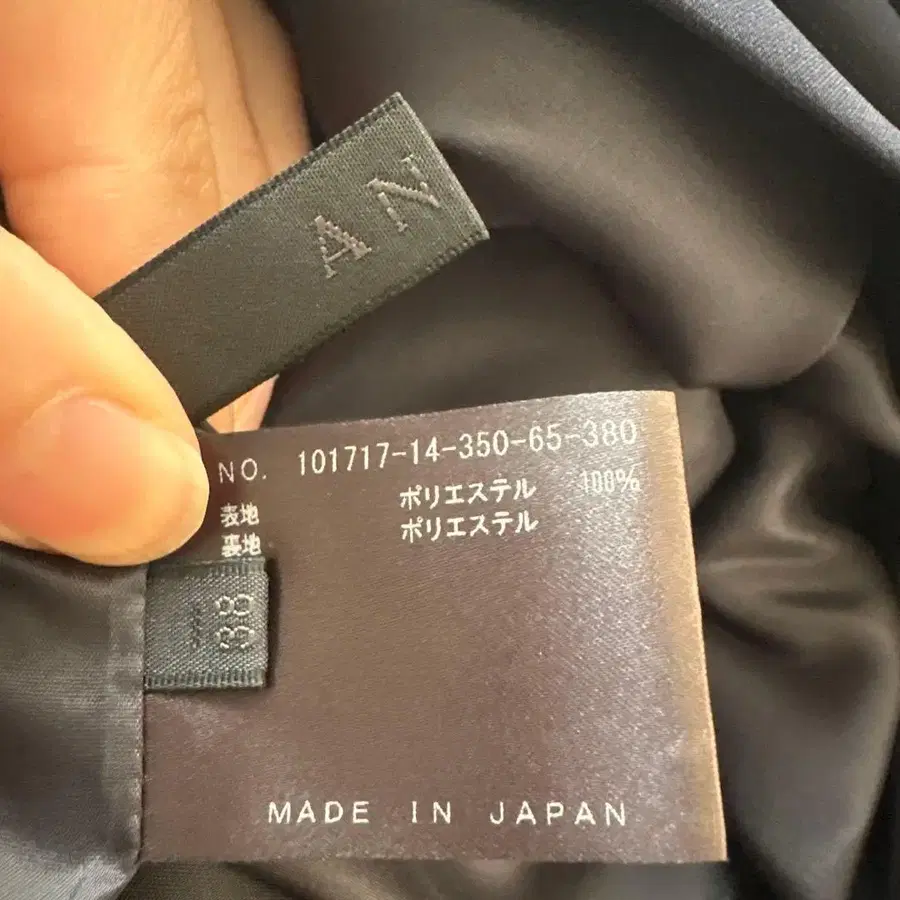 AN
NO. 101717-14-350-65-380
表地 ポリエステル 100%
裏地 ポリエステル
38
MADE IN JAPAN